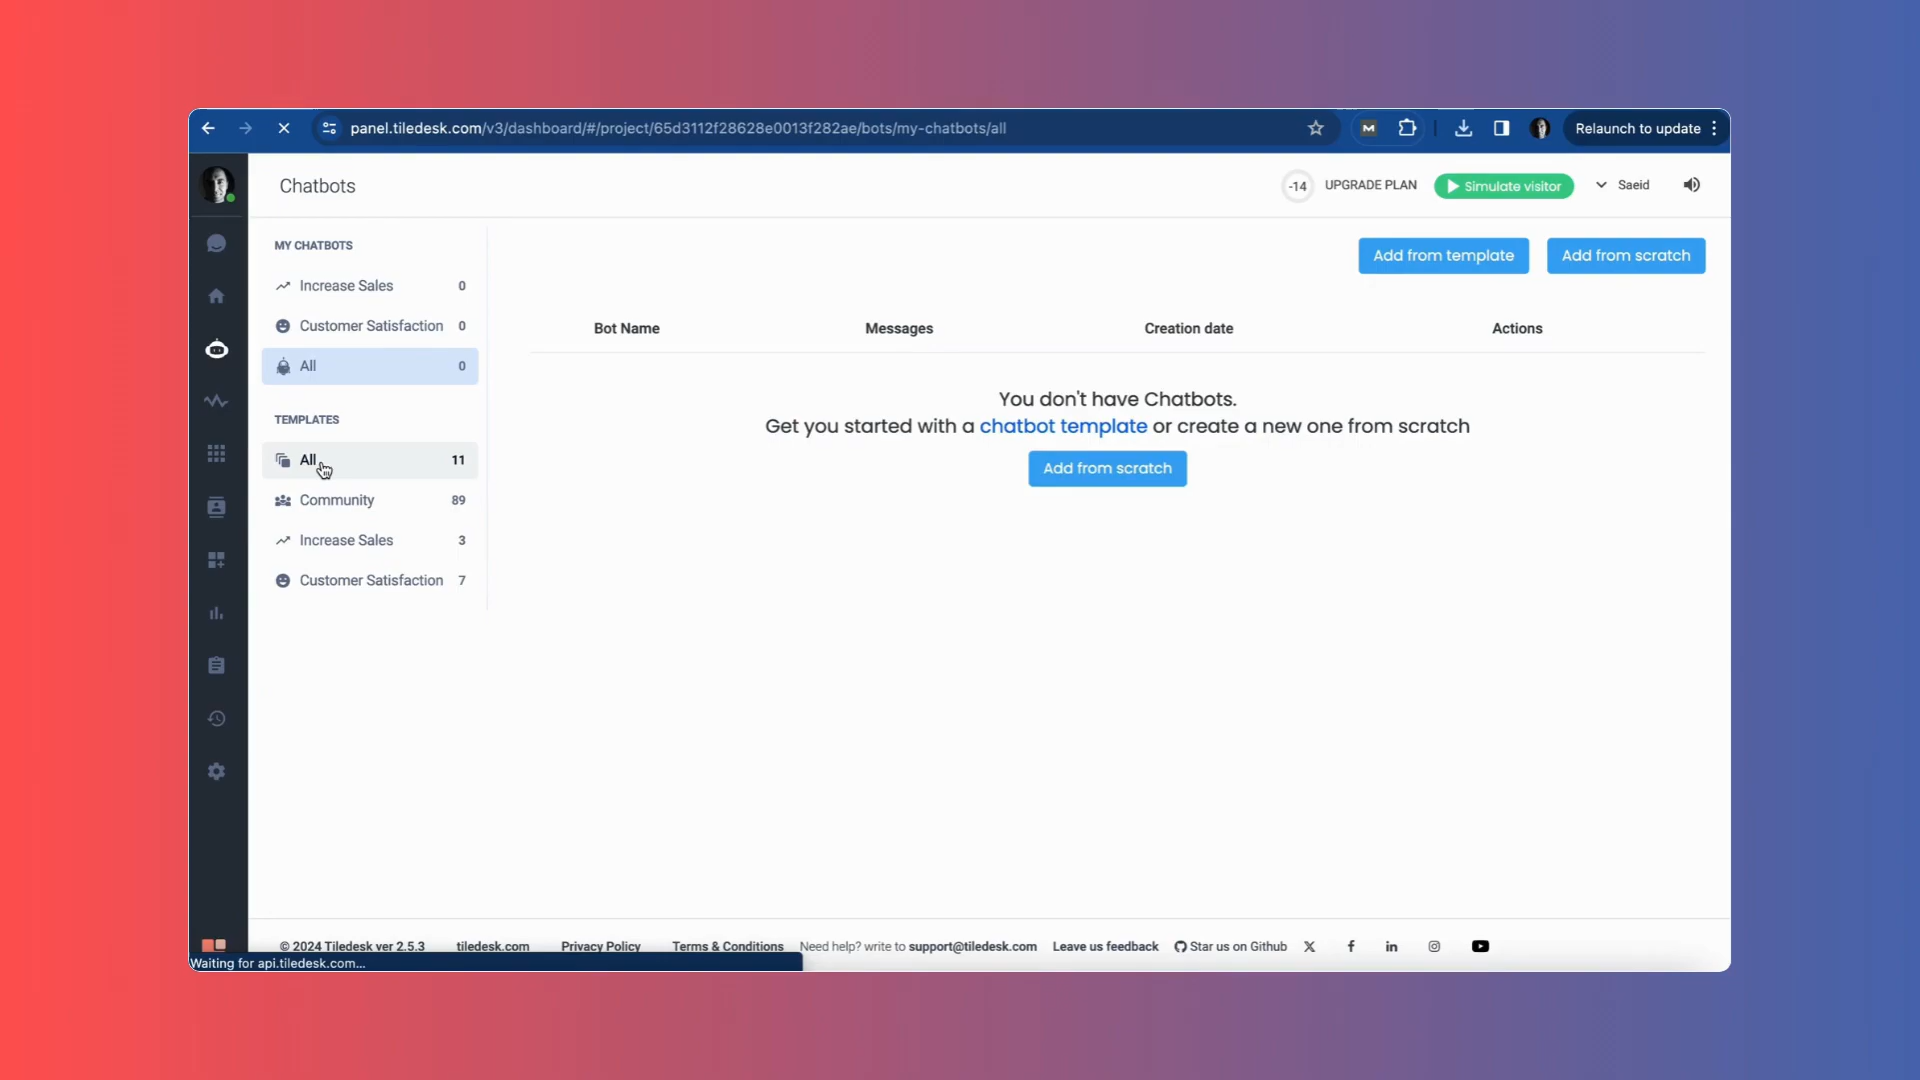 panel.tiledesk.com/v3/dashboard/#/project/65d3112f28628e0013f282ae/bots/my-chatbots/all
M
Relaunch to update
Chatbots
-14
UPGRADE PLAN
Simulate visitor
Saeid
MY CHATBOTS
Increase Sales 0
Customer Satisfaction 0
All 0
TEMPLATES
All 11
Community 89
Increase Sales 3
Customer Satisfaction 7
Add from template
Add from scratch
Bot Name Messages Creation date Actions
You don't have Chatbots.
Get you started with a chatbot template or create a new one from scratch
Add from scratch
© 2024 Tiledesk ver 2.5.3 tiledesk.com Privacy Policy Terms & Conditions Need help? write to support@tiledesk.com Leave us feedback Star us on Github
Waiting for api.tiledesk.com...